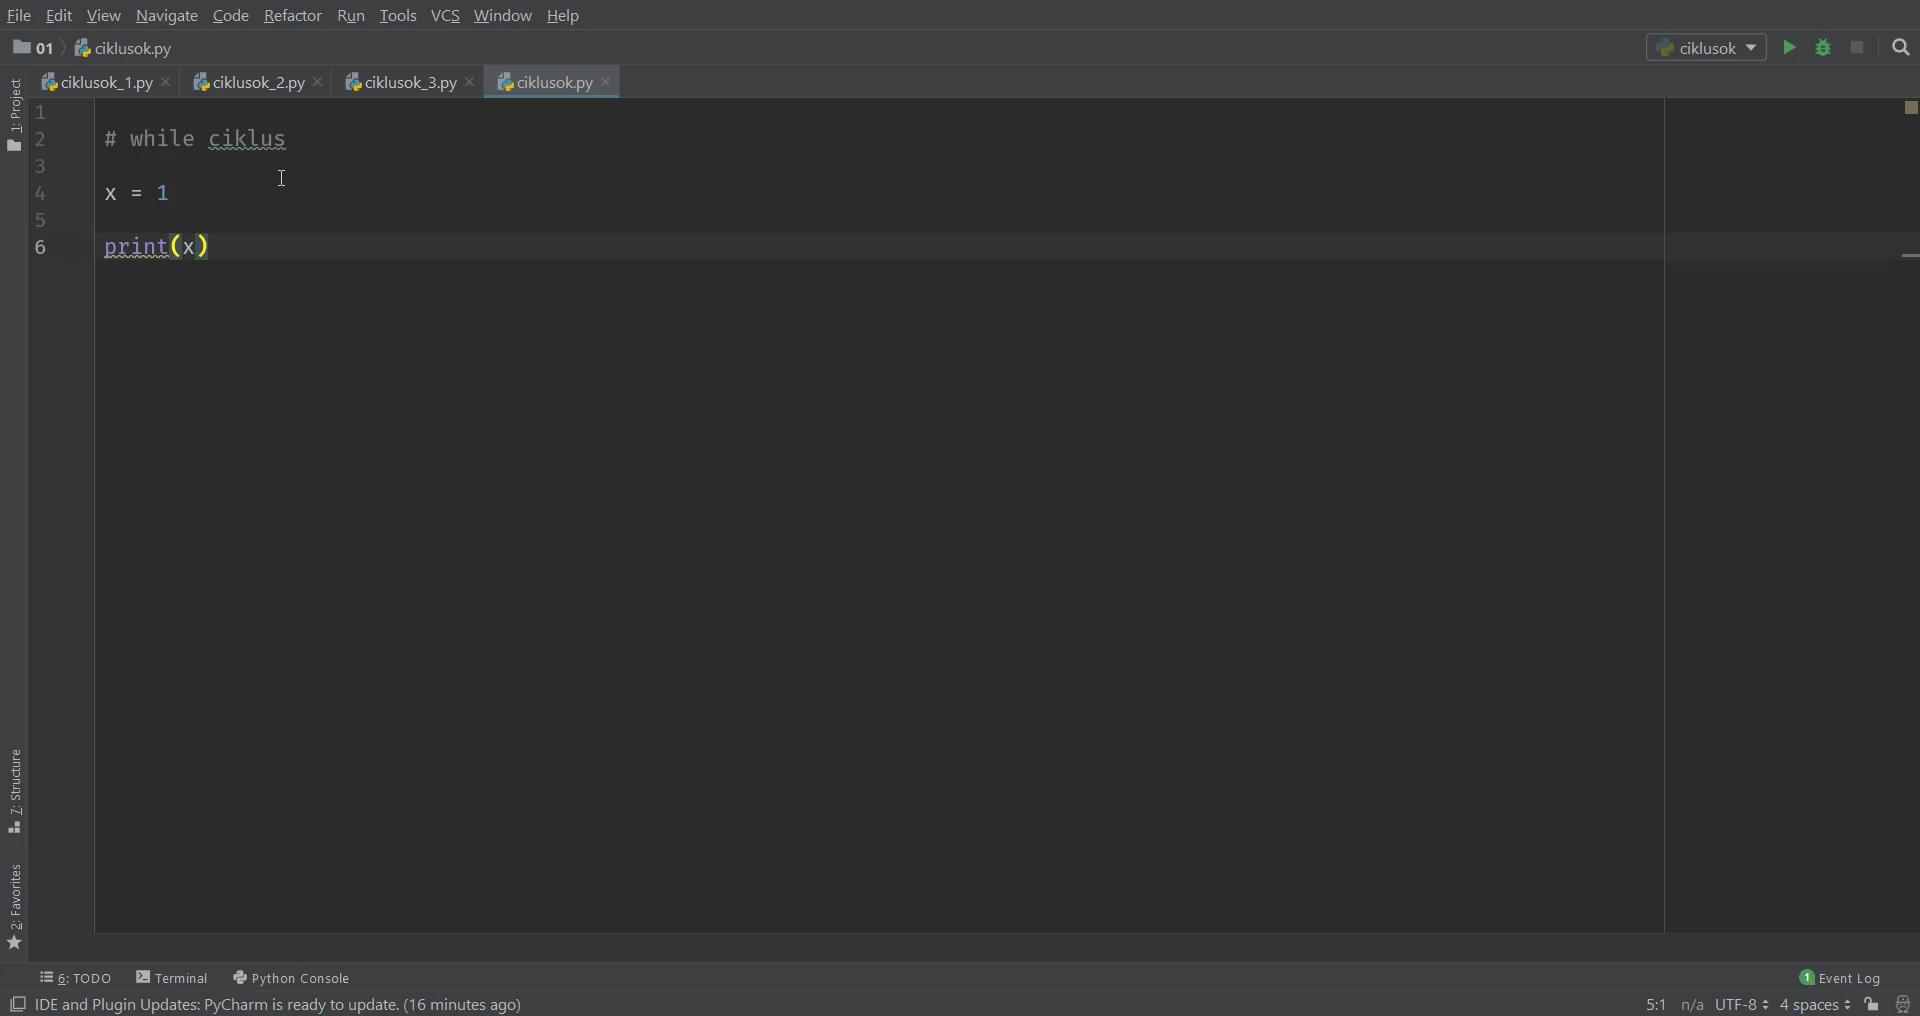 File Edit View Navigate Code Refactor Run Tools VCS Window Help
01 ciklusok.py ciklusok
ciklusok_1.py ciklusok_2.py ciklusok_3.py ciklusok.py
1: Project
1
2 # while ciklus
3
4 x = 1
5
6 print(x)
7: Structure
2: Favorites
6: TODO Terminal Python Console 1 Event Log
IDE and Plugin Updates: PyCharm is ready to update. (16 minutes ago) 5:1 n/a UTF-8 4 spaces